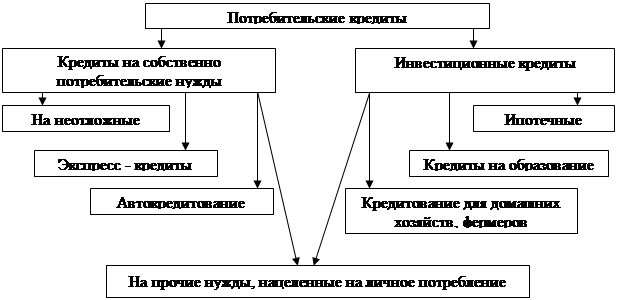 Потребительские кредиты
Кредиты на собственно
потребительские нужды
Инвестиционные кредиты
На неотложные
Ипотечные
Экспресс - кредиты
Кредиты на образование
Автокредитование
Кредитование для домашних
хозяйств, фермеров
На прочие нужды, нацеленные на личное потребление